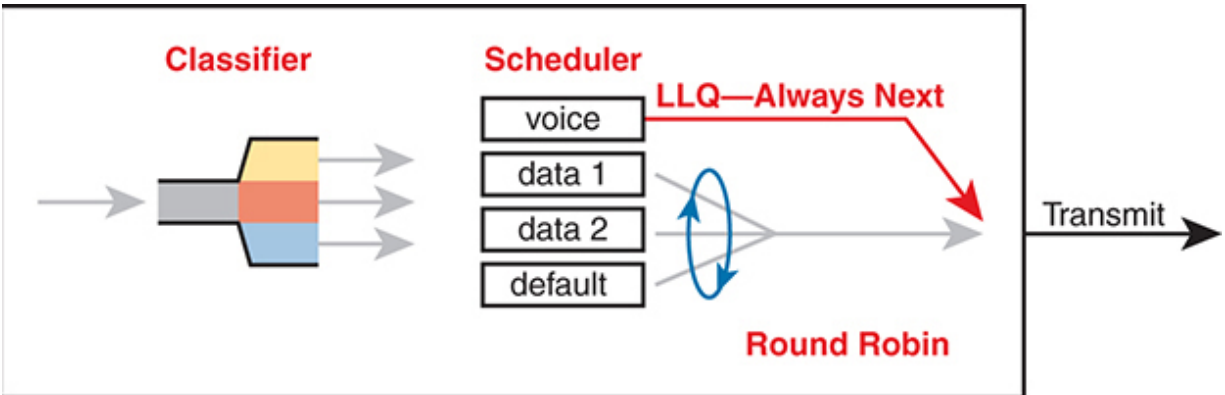 Classifier
Scheduler
LLQ—Always Next
voice
data 1
data 2
default
Round Robin
Transmit